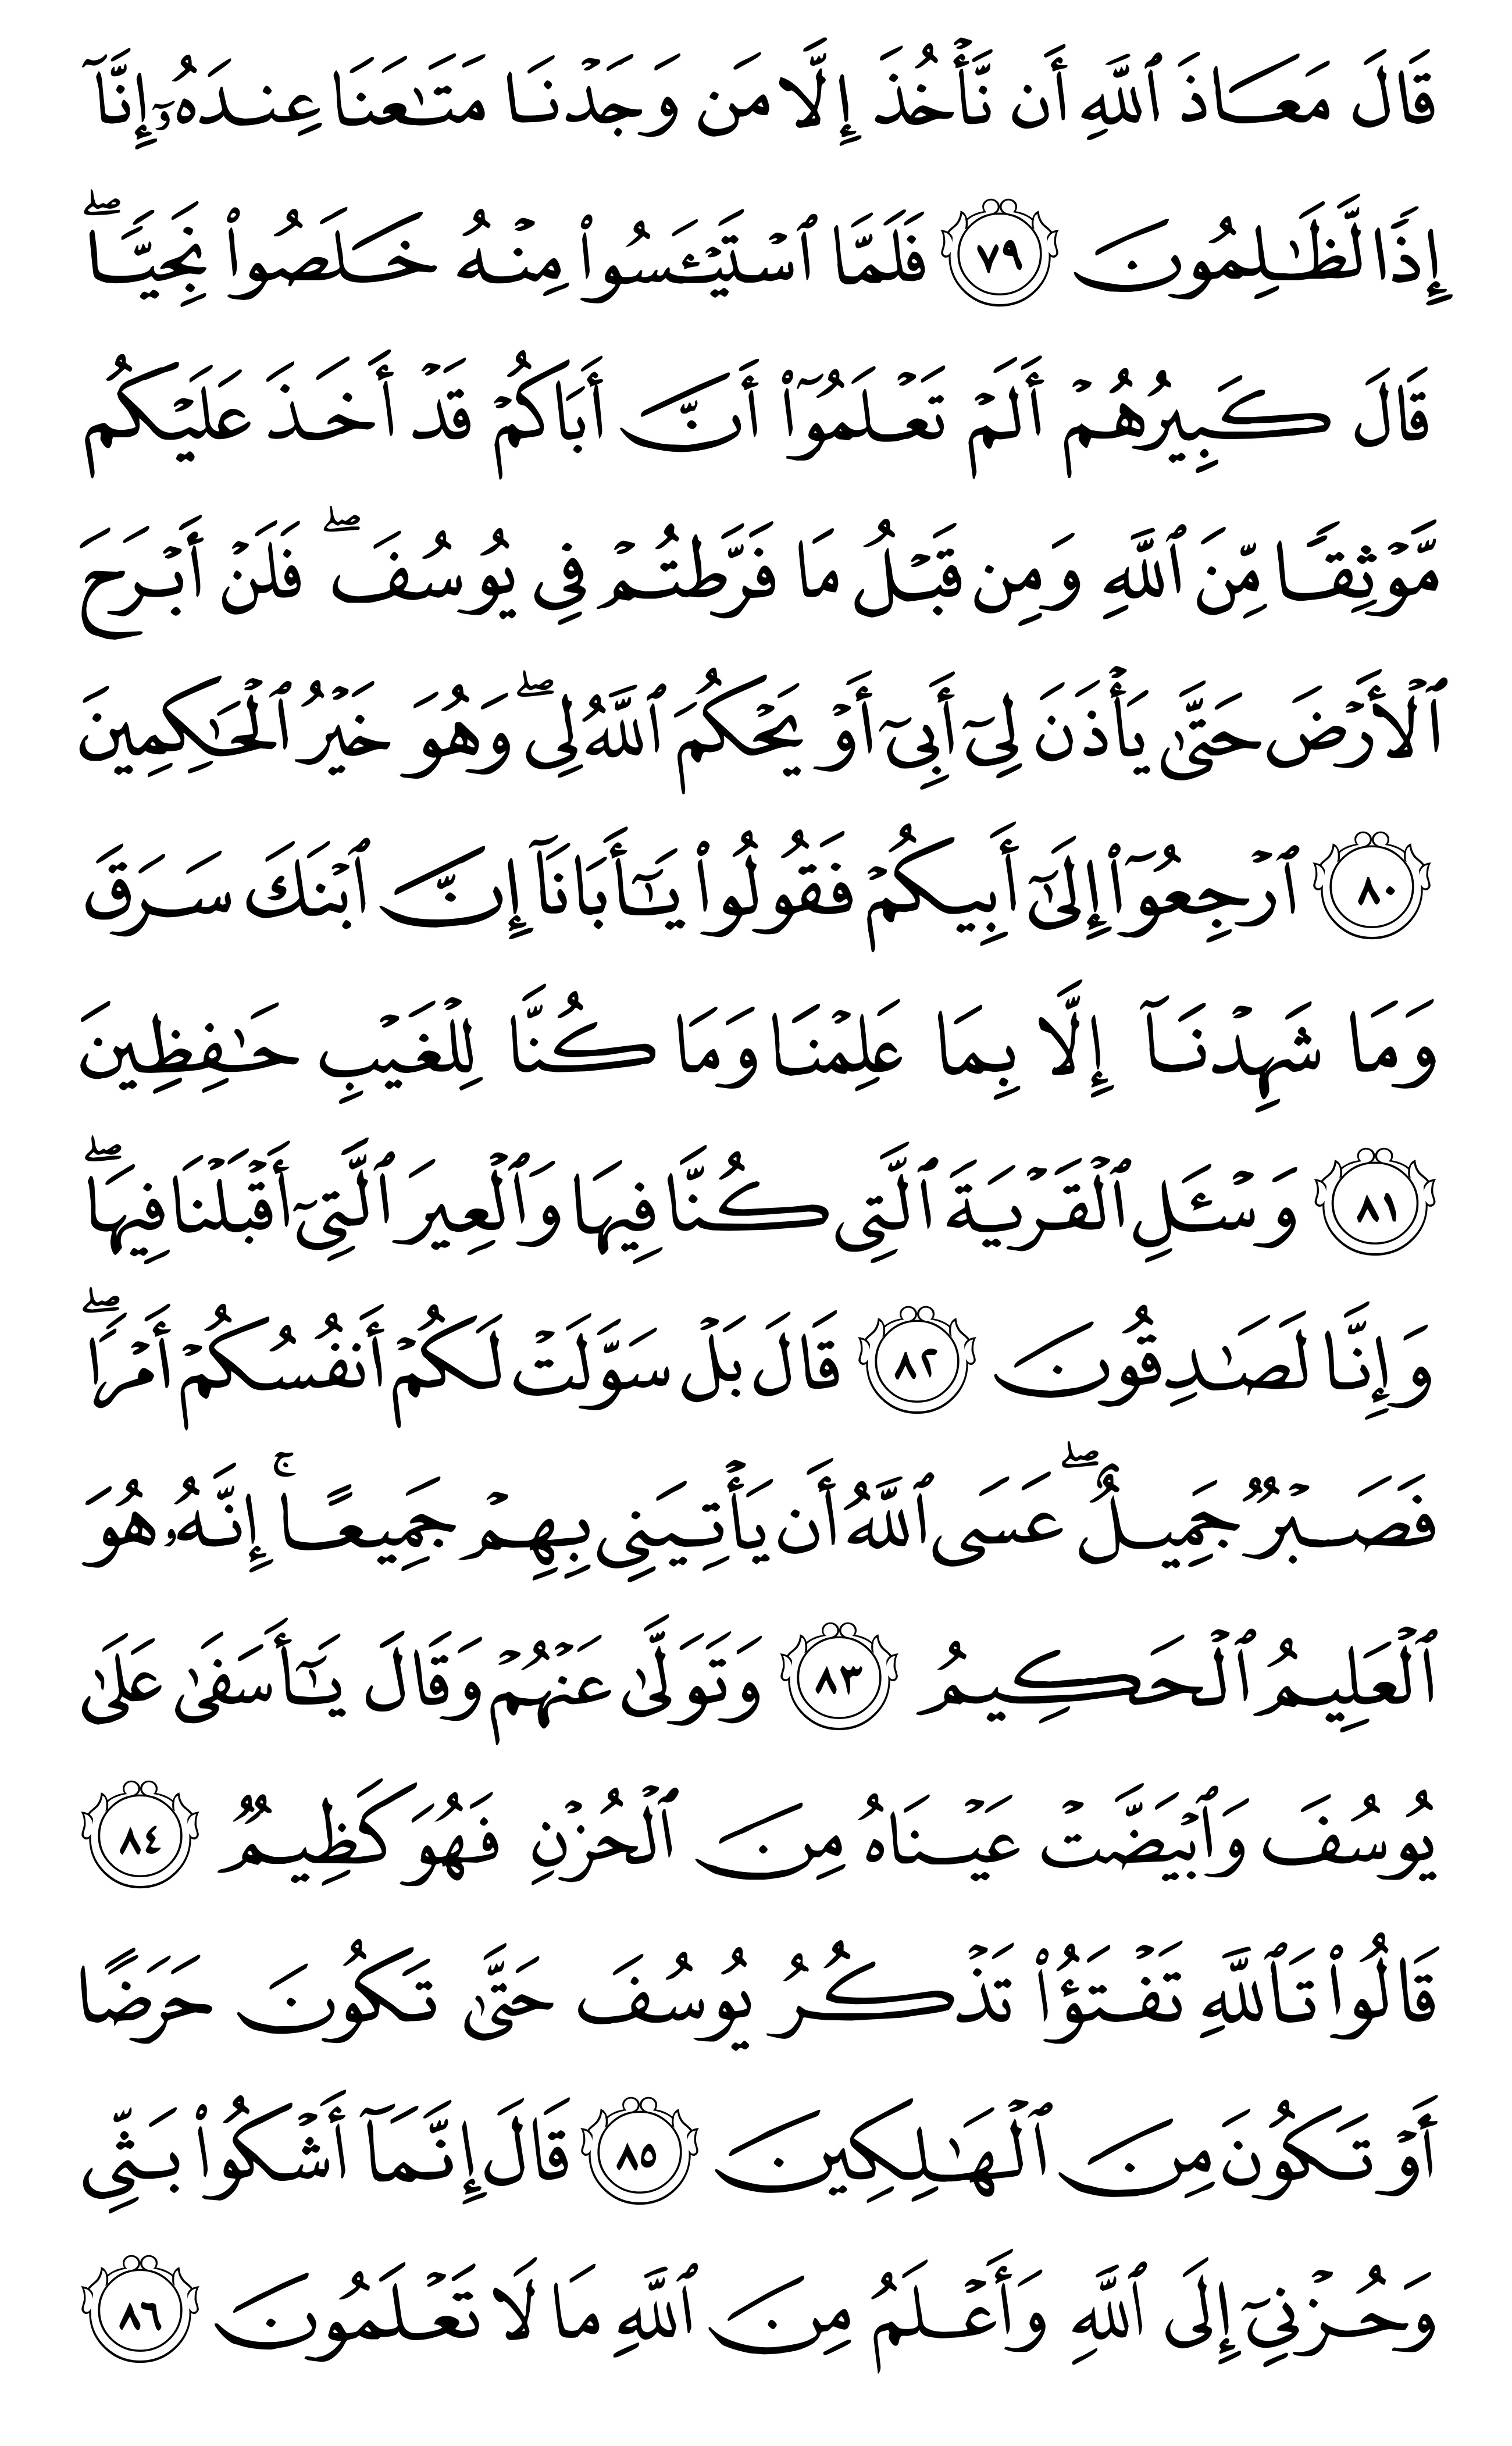 قَالَ مَعَاذَ ٱللَّهِ أَن نَّأۡخُذَ إِلَّا مَن وَجَدۡنَا مَتَٰعَنَا عِندَهُۥٓ إِنَّآ
إِذٗا لَّظَٰلِمُونَ ٧٩ فَلَمَّا ٱسۡتَيۡـَٔسُواْ مِنۡهُ خَلَصُواْ نَجِيّٗاۖ
قَالَ كَبِيرُهُمۡ أَلَمۡ تَعۡلَمُوٓاْ أَنَّ أَبَاكُمۡ قَدۡ أَخَذَ عَلَيۡكُم
مَّوۡثِقٗا مِّنَ ٱللَّهِ وَمِن قَبۡلُ مَا فَرَّطتُمۡ فِي يُوسُفَۖ فَلَنۡ أَبۡرَحَ
ٱلۡأَرۡضَ حَتَّىٰ يَأۡذَنَ لِيٓ أَبِيٓ أَوۡ يَحۡكُمَ ٱللَّهُ لِيۖ وَهُوَ خَيۡرُ ٱلۡحَٰكِمِينَ
٨٠ ٱرۡجِعُوٓاْ إِلَىٰٓ أَبِيكُمۡ فَقُولُواْ يَٰٓأَبَانَآ إِنَّ ٱبۡنَكَ سَرَقَ
وَمَا شَهِدۡنَآ إِلَّا بِمَا عَلِمۡنَا وَمَا كُنَّا لِلۡغَيۡبِ حَٰفِظِينَ
٨١ وَسۡـَٔلِ ٱلۡقَرۡيَةَ ٱلَّتِي كُنَّا فِيهَا وَٱلۡعِيرَ ٱلَّتِيٓ أَقۡبَلۡنَا فِيهَاۖ
وَإِنَّا لَصَٰدِقُونَ ٨٢ قَالَ بَلۡ سَوَّلَتۡ لَكُمۡ أَنفُسُكُمۡ أَمۡرٗاۖ
فَصَبۡرٞ جَمِيلٌۖ عَسَى ٱللَّهُ أَن يَأۡتِيَنِي بِهِمۡ جَمِيعًاۚ إِنَّهُۥ هُوَ
ٱلۡعَلِيمُ ٱلۡحَكِيمُ ٨٣ وَتَوَلَّىٰ عَنۡهُمۡ وَقَالَ يَٰٓأَسَفَىٰ عَلَىٰ
يُوسُفَ وَٱبۡيَضَّتۡ عَيۡنَاهُ مِنَ ٱلۡحُزۡنِ فَهُوَ كَظِيمٞ ٨٤
قَالُواْ تَٱللَّهِ تَفۡتَؤُاْ تَذۡكُرُ يُوسُفَ حَتَّىٰ تَكُونَ حَرَضًا
أَوۡ تَكُونَ مِنَ ٱلۡهَٰلِكِينَ ٨٥ قَالَ إِنَّمَآ أَشۡكُواْ بَثِّي
وَحُزۡنِيٓ إِلَى ٱللَّهِ وَأَعۡلَمُ مِنَ ٱللَّهِ مَا لَا تَعۡلَمُونَ ٨٦